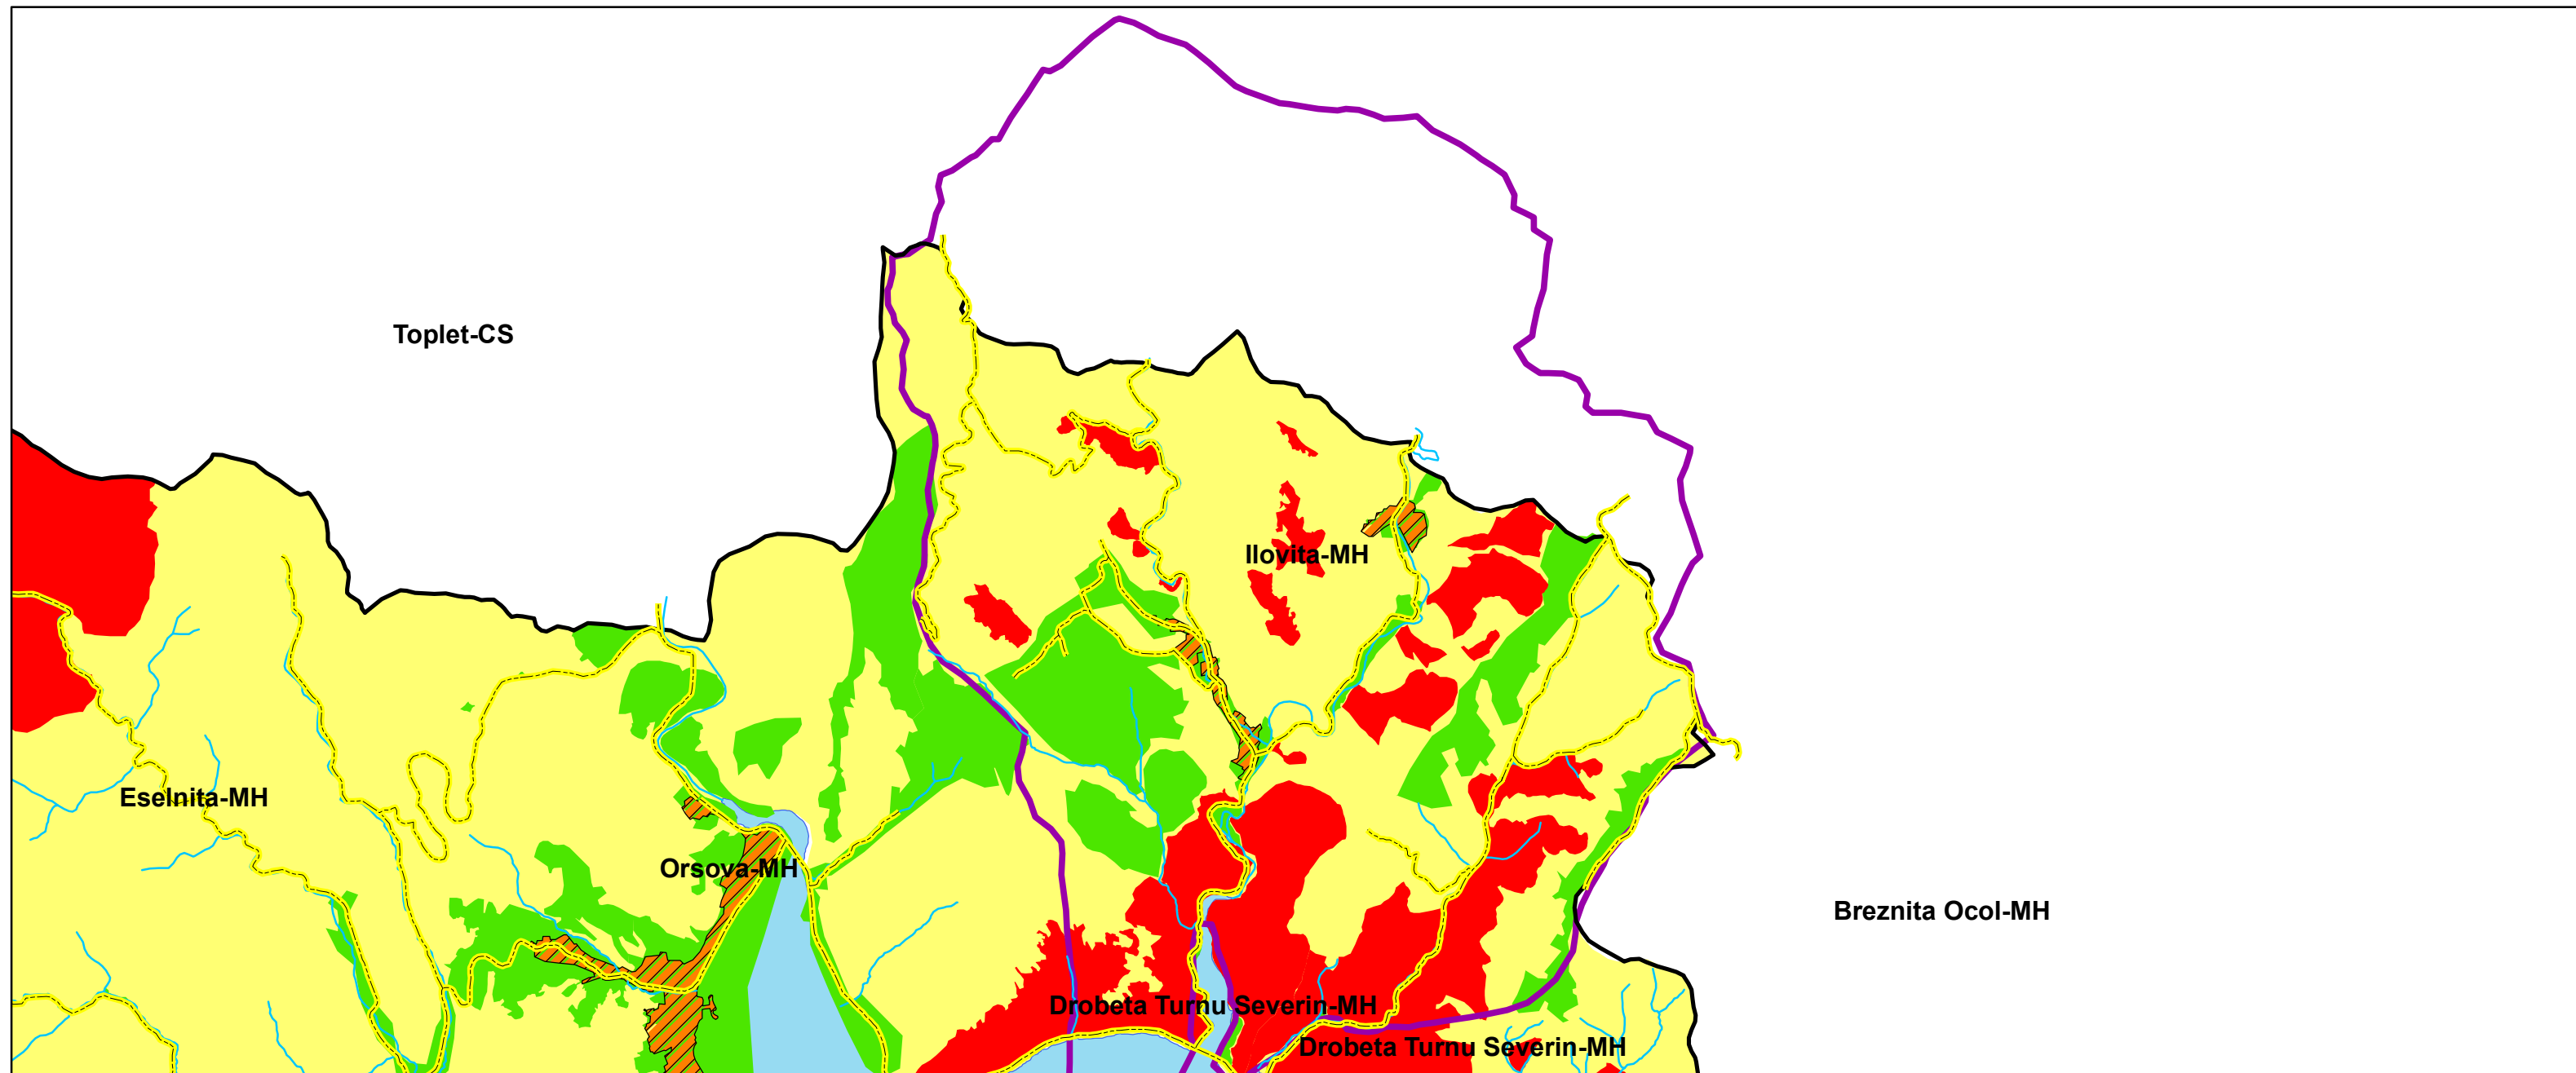 Toplet-CS
Ilovita-MH
Eselnita-MH
Orsova-MH
Breznita Ocol-MH
Drobeta Turnu Severin-MH
Drobeta Turnu Severin-MH